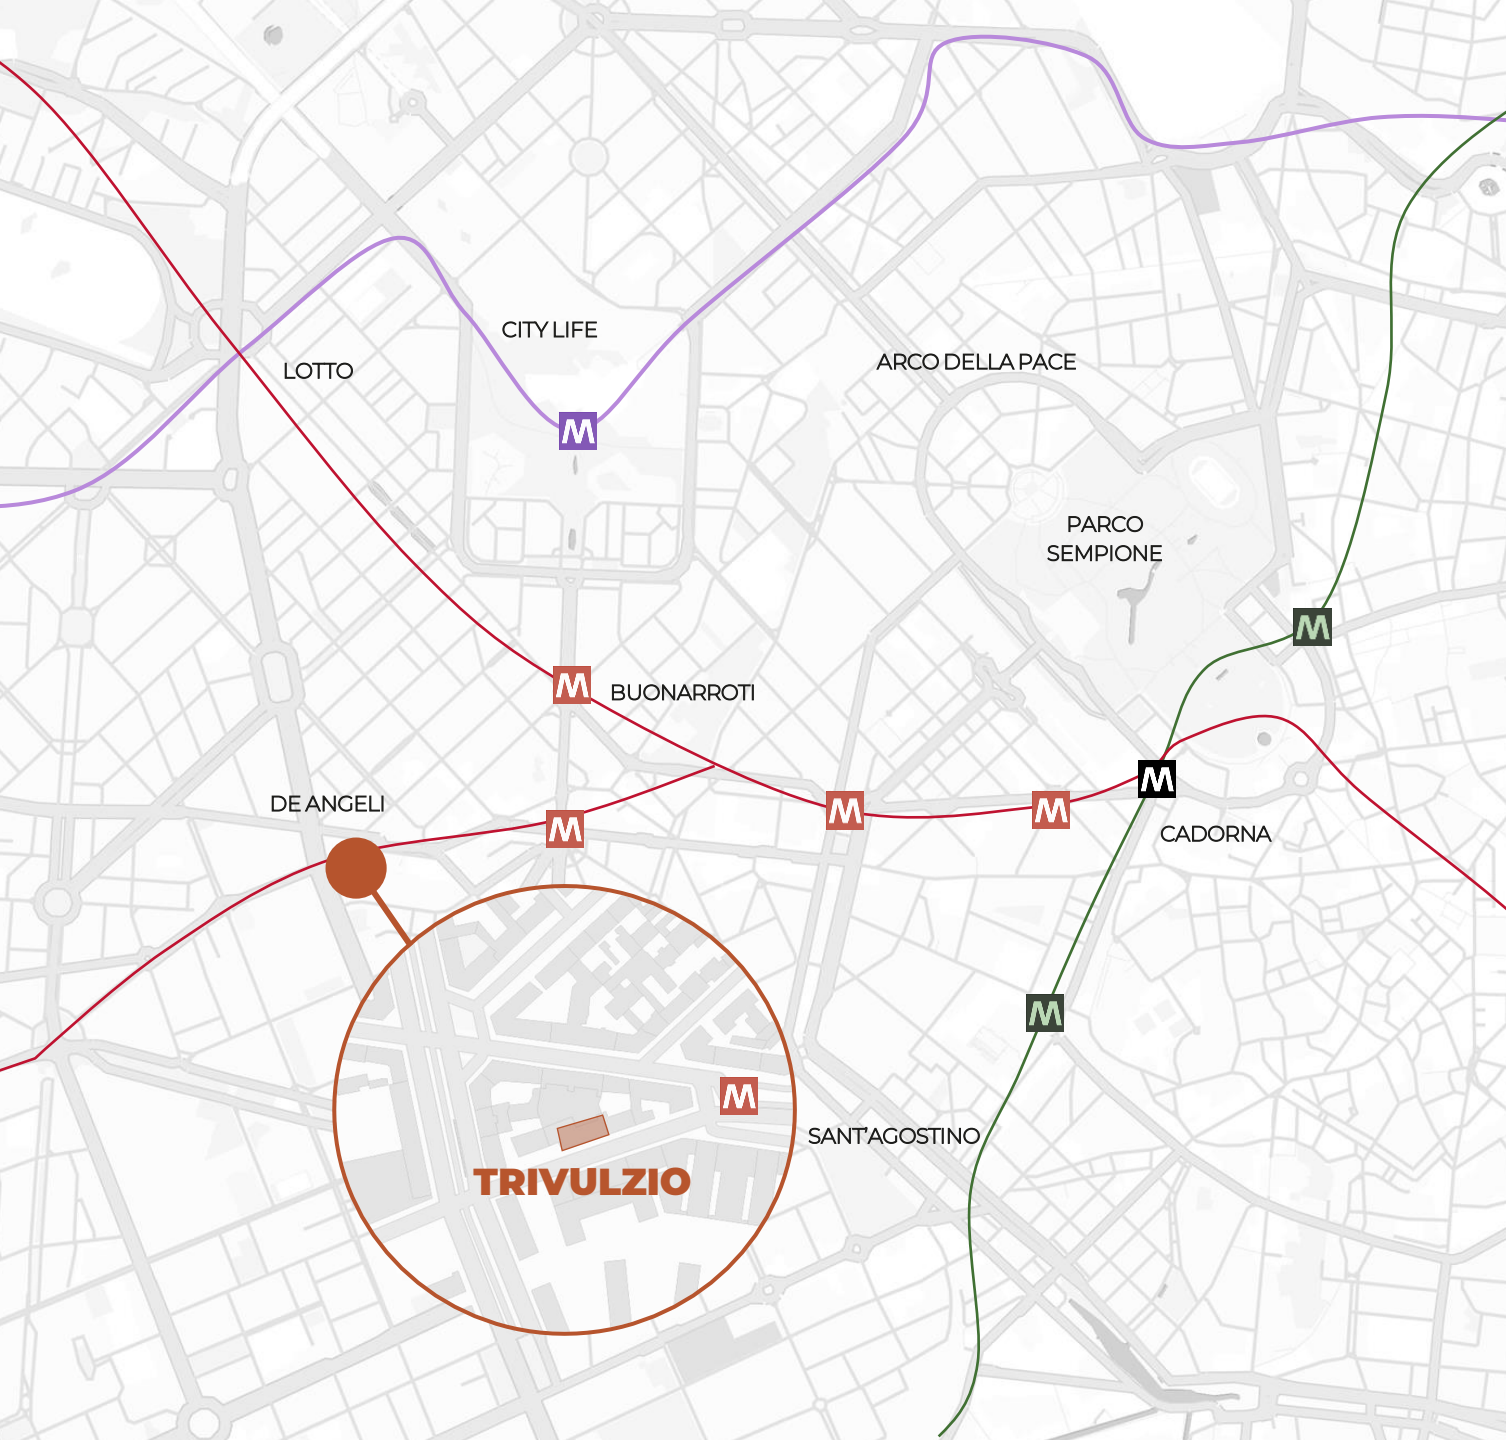 CITY LIFE
LOTTO
ARCO DELLA PACE
M
PARCO
SEMPIONE
M
M
BUONARROTI
M
DE ANGELI
M
M
M
CADORNA
M
M
M
SANT'AGOSTINO
TRIVULZIO